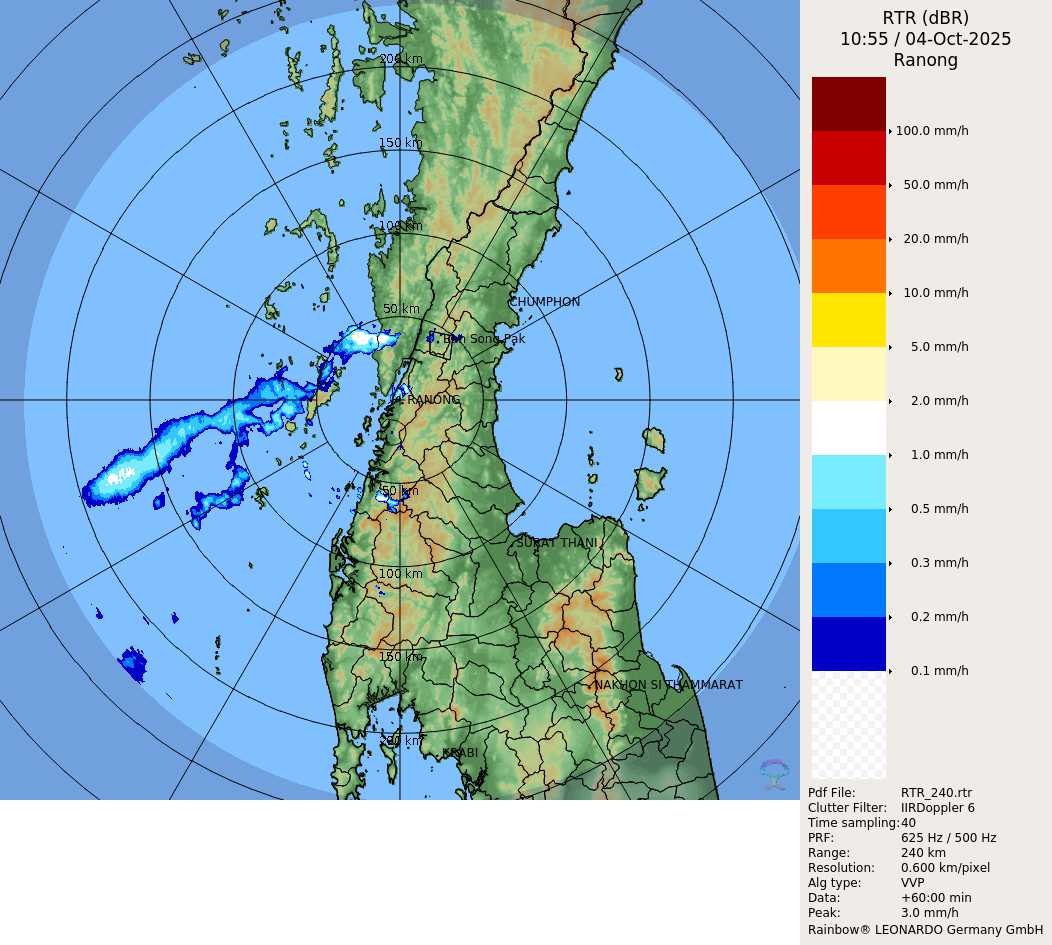 RTR (dBR)
10:55 / 04-Oct-2025
Ranong
200 km
150 km
100 km
50 km
CHUMPHON
Ban Song Pak
RANONG
50 km
SURAT THANI
100 km
150 km
NAKHON SI THAMMARAT
200 km
KRABI
100.0 mm/h
50.0 mm/h
20.0 mm/h
10.0 mm/h
5.0 mm/h
2.0 mm/h
1.0 mm/h
0.5 mm/h
0.3 mm/h
0.2 mm/h
0.1 mm/h
Pdf File: RTR_240.rtr
Clutter Filter: IIRDoppler 6
Time sampling:40
PRF: 625 Hz / 500 Hz
Range: 240 km
Resolution: 0.600 km/pixel
Alg type: VVP
Data: +60:00 min
Peak: 3.0 mm/h
Rainbow® LEONARDO Germany GmbH